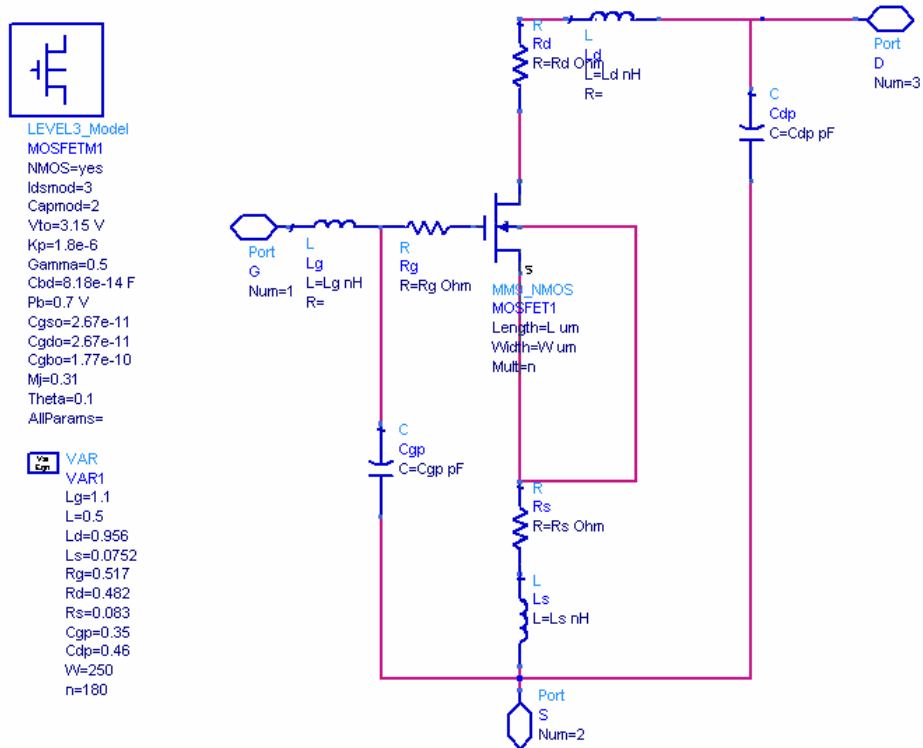 LEVEL3_Model
MOSFETM1
NMOS=yes
Idsmod=3
Capmod=2
Vto=3.15 V
Kp=1.8e-6
Gamma=0.5
Cbd=8.18e-14 F
Pb=0.7 V
Cgso=2.67e-11
Cgdo=2.67e-11
Cgbo=1.77e-10
Mj=0.31
Theta=0.1
AllParams=
Var
Eqn
VAR
VAR1
Lg=1.1
L=0.5
Ld=0.956
Ls=0.0752
Rg=0.517
Rd=0.482
Rs=0.083
Cgp=0.35
Cdp=0.46
W=250
n=180
Port
G
Num=1
L
Lg
L=Lg nH
R=
R
Rg
R=Rg Ohm
R
Rd
R=Rd Ohm
L
Ld
L=Ld nH
R=
Port
D
Num=3
C
Cdp
C=Cdp pF
S
MM9_NMOS
MOSFET1
Length=L um
Width=W um
Mult=n
C
Cgp
C=Cgp pF
R
Rs
R=Rs Ohm
L
Ls
L=Ls nH
Port
S
Num=2